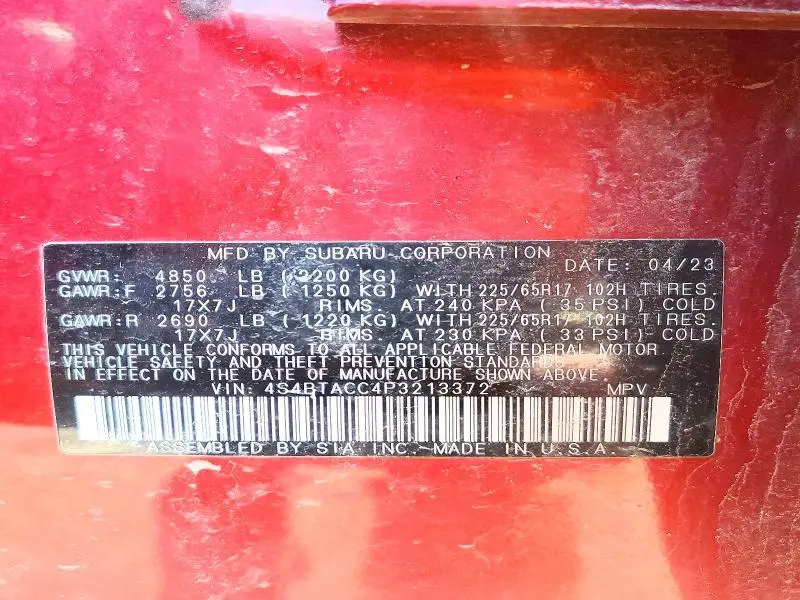 MFD BY SUBARU CORPORATION
DATE: 04/23
GVWR: 4850 LB (2200 KG)
GAWR:F 2756 LB (1250 KG) WITH 225/65R17 102H TIRES
17X7J RIMS AT 240 KPA (35 PSI) COLD
GAWR:R 2690 LB (1220 KG) WITH 225/65R17 102H TIRES
17X7J RIMS AT 230 KPA (33 PSI) COLD
THIS VEHICLE CONFORMS TO ALL APPLICABLE FEDERAL MOTOR
VEHICLE SAFETY AND THEFT PREVENTION STANDARDS
IN EFFECT ON THE DATE OF MANUFACTURE SHOWN ABOVE.
VIN: 4S4BTACC4P3213372 MPV
ASSEMBLED BY SIA INC. MADE IN U.S.A.